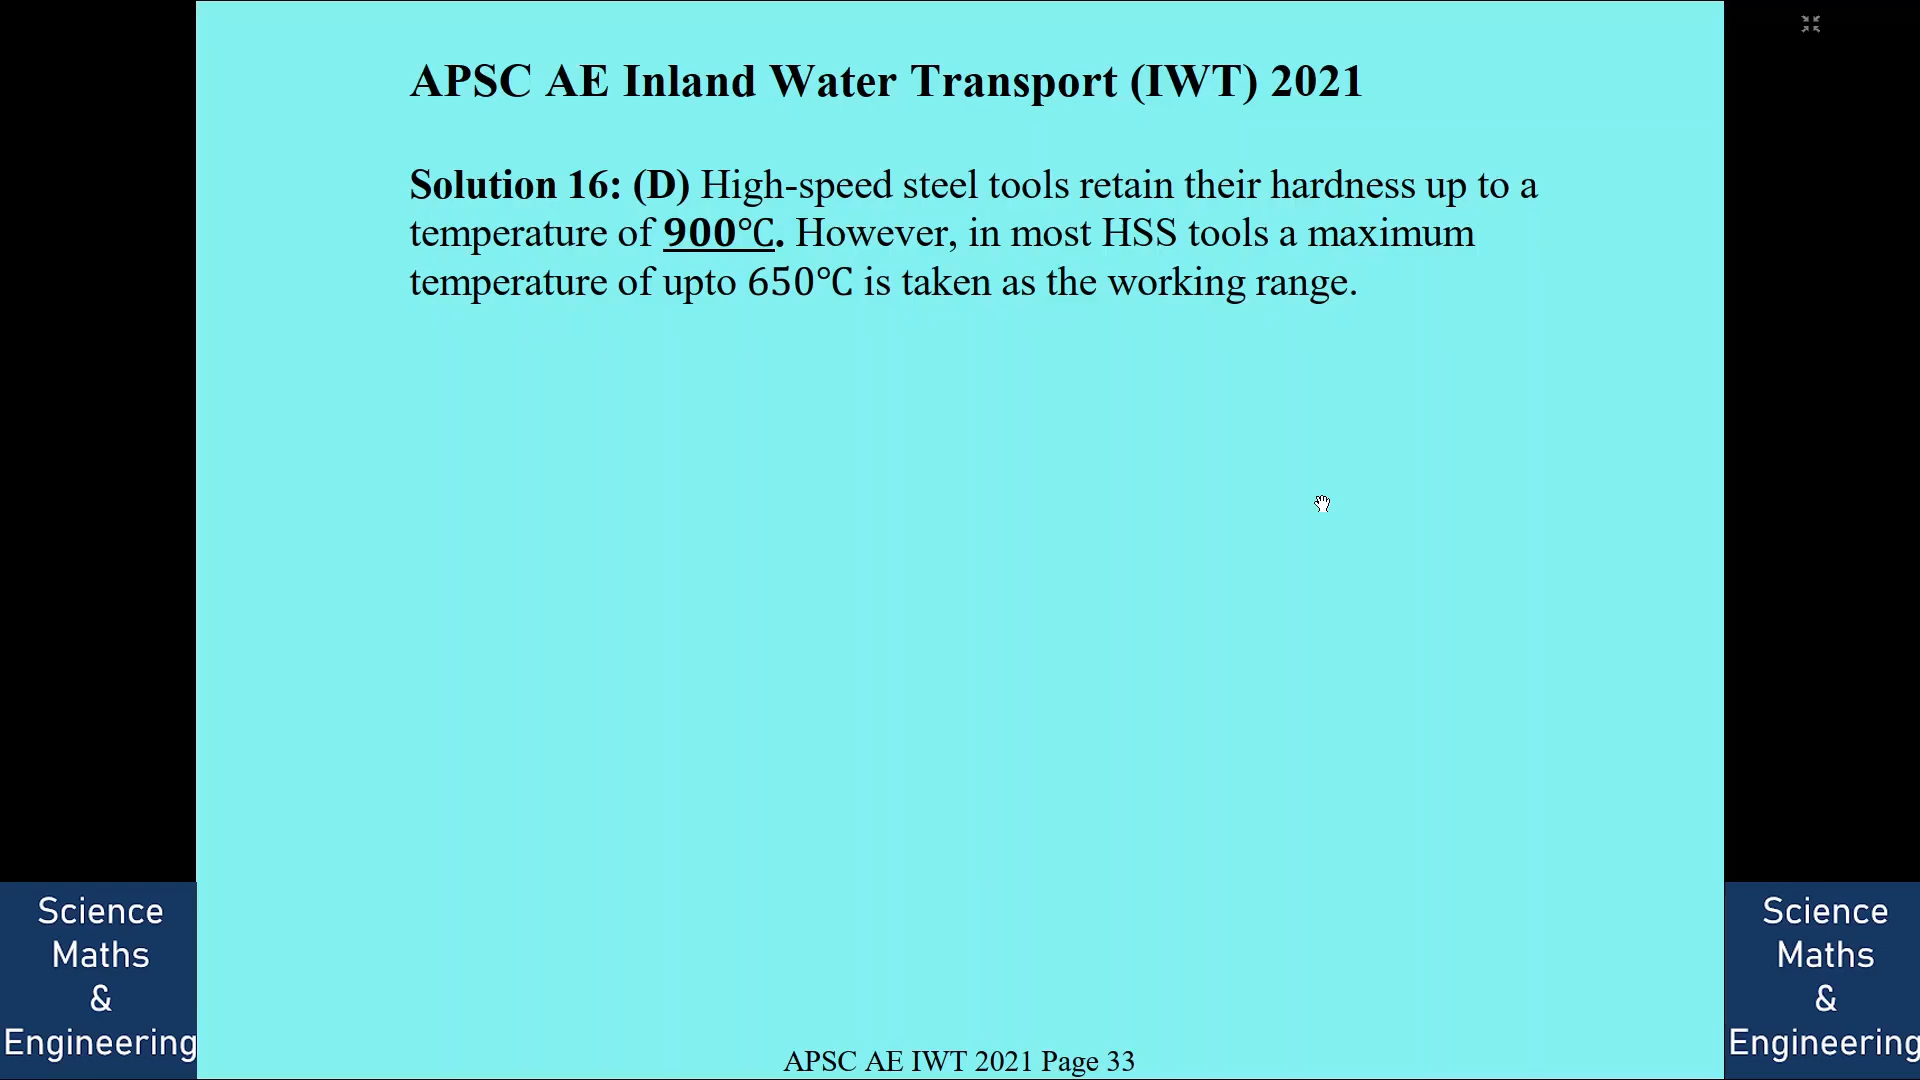 APSC AE Inland Water Transport (IWT) 2021
Solution 16: (D) High-speed steel tools retain their hardness up to a
temperature of 900℃. However, in most HSS tools a maximum
temperature of upto 650℃ is taken as the working range.
Science
Maths
&
Engineering
Science
Maths
&
Engineering
APSC AE IWT 2021 Page 33